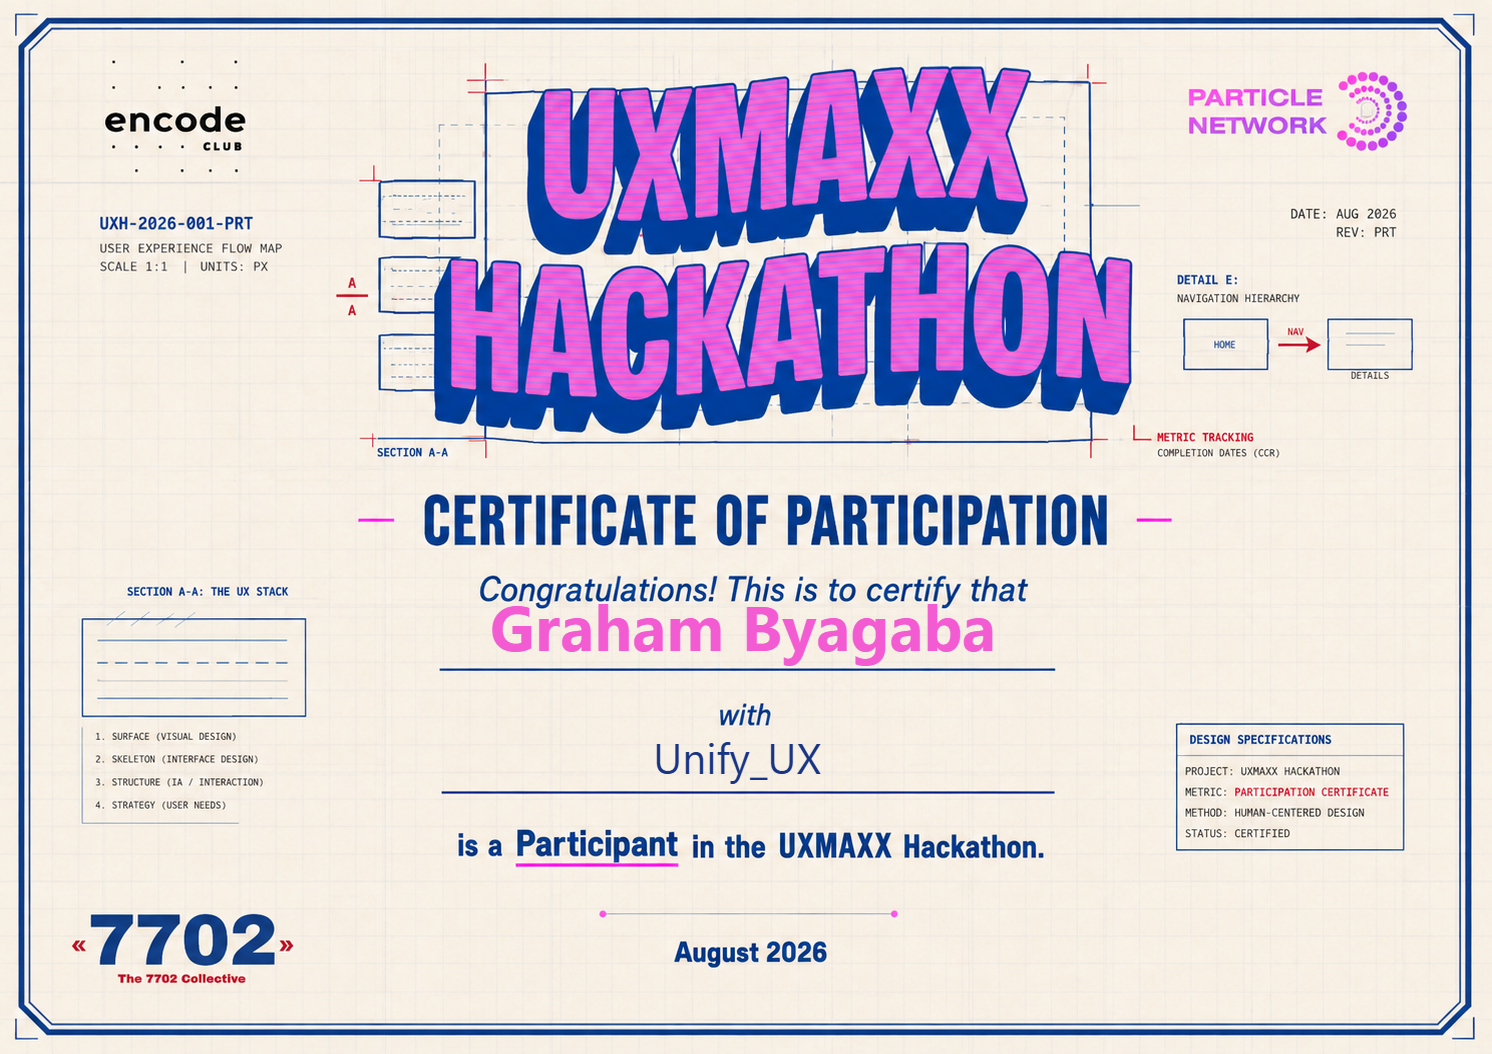 encode
CLUB
UXMAXX
HACKATHON
PARTICLE
NETWORK
UXH-2026-001-PRT
USER EXPERIENCE FLOW MAP
SCALE 1:1 | UNITS: PX
DATE: AUG 2026
REV: PRT
A
A
DETAIL E:
NAVIGATION HIERARCHY
HOME
NAV
DETAILS
SECTION A-A
METRIC TRACKING
COMPLETION DATES (CCR)
CERTIFICATE OF PARTICIPATION
Congratulations! This is to certify that
Graham Byagaba
with
Unify_UX
is a Participant in the UXMAXX Hackathon.
August 2026
SECTION A-A: THE UX STACK
1. SURFACE (VISUAL DESIGN)
2. SKELETON (INTERFACE DESIGN)
3. STRUCTURE (IA / INTERACTION)
4. STRATEGY (USER NEEDS)
DESIGN SPECIFICATIONS
PROJECT: UXMAXX HACKATHON
METRIC: PARTICIPATION CERTIFICATE
METHOD: HUMAN-CENTERED DESIGN
STATUS: CERTIFIED
«7702»
The 7702 Collective